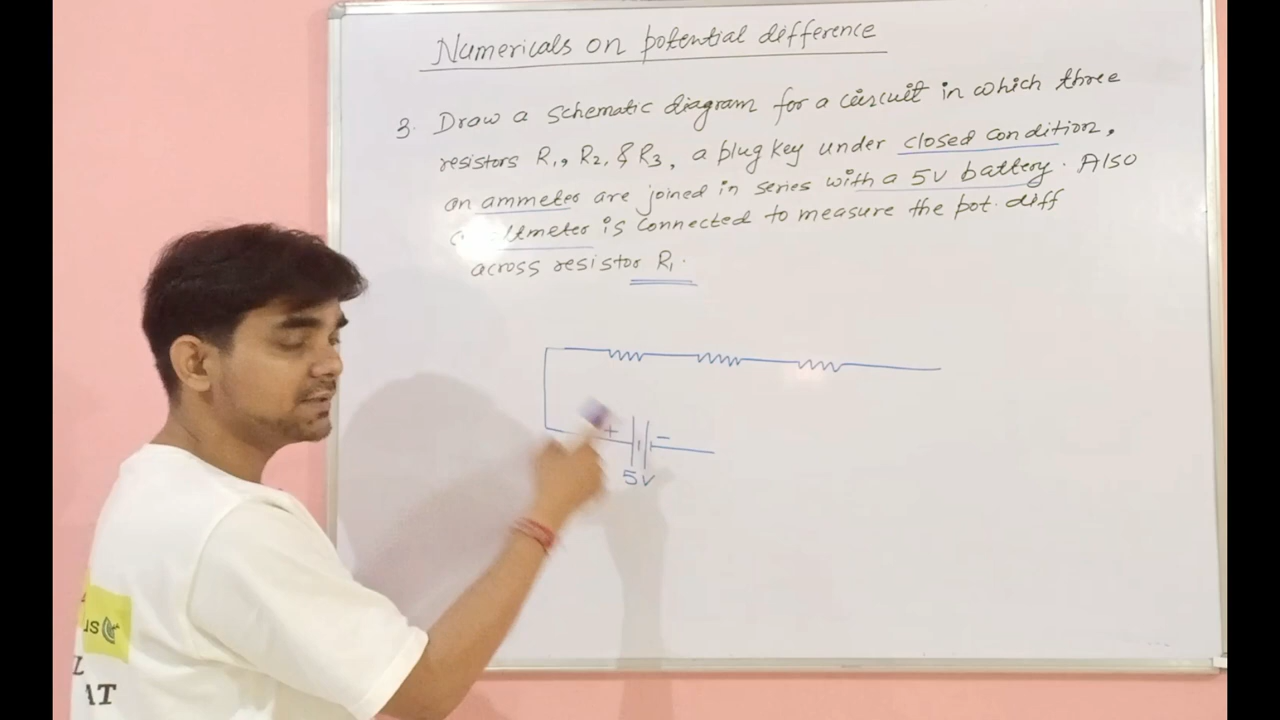 Numericals on potential difference
3. Draw a schematic diagram for a circuit in which three
resistors R1, R2, & R3, a plug key under closed condition,
an ammeter are joined in series with a 5V battery. Also
is connected to measure the pot. diff
across resistor R1.
+ −
5V
us
AT